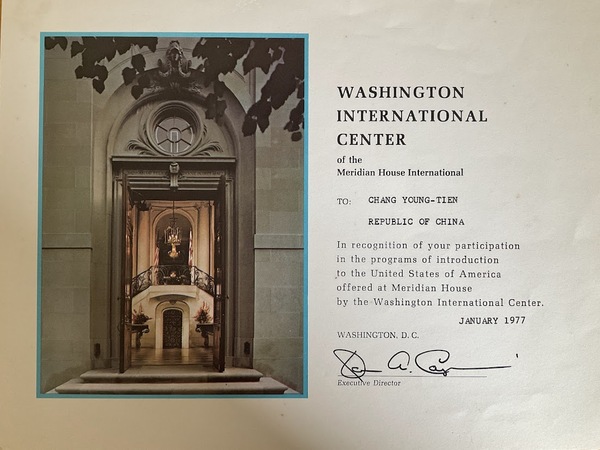 WASHINGTON
INTERNATIONAL
CENTER
of the
Meridian House International
TO: CHANG YOUNG-TIEN
REPUBLIC OF CHINA
In recognition of your participation
in the programs of introduction
to the United States of America
offered at Meridian House
by the Washington International Center.
JANUARY 1977
WASHINGTON, D. C.
Executive Director